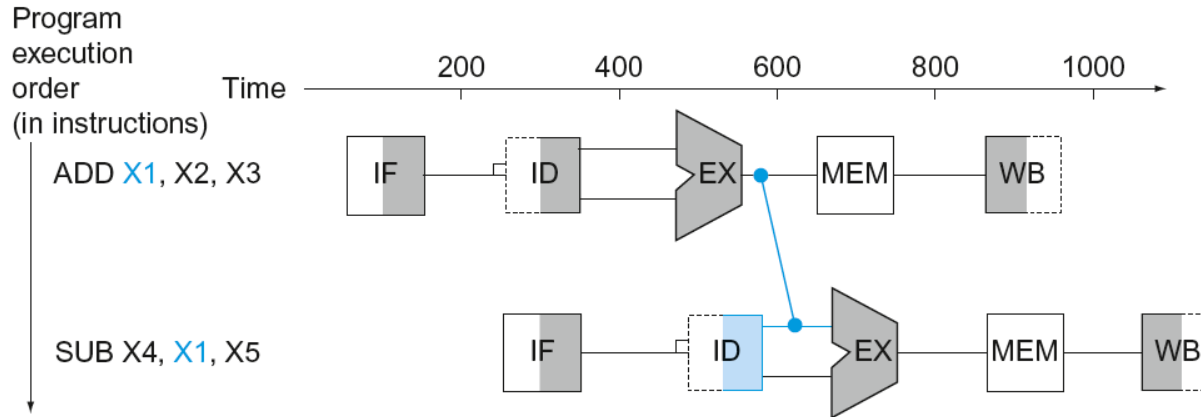 Program
execution
order
(in instructions)
Time
200 400 600 800 1000
ADD X1, X2, X3
IF ID EX MEM WB
SUB X4, X1, X5
IF ID EX MEM WB